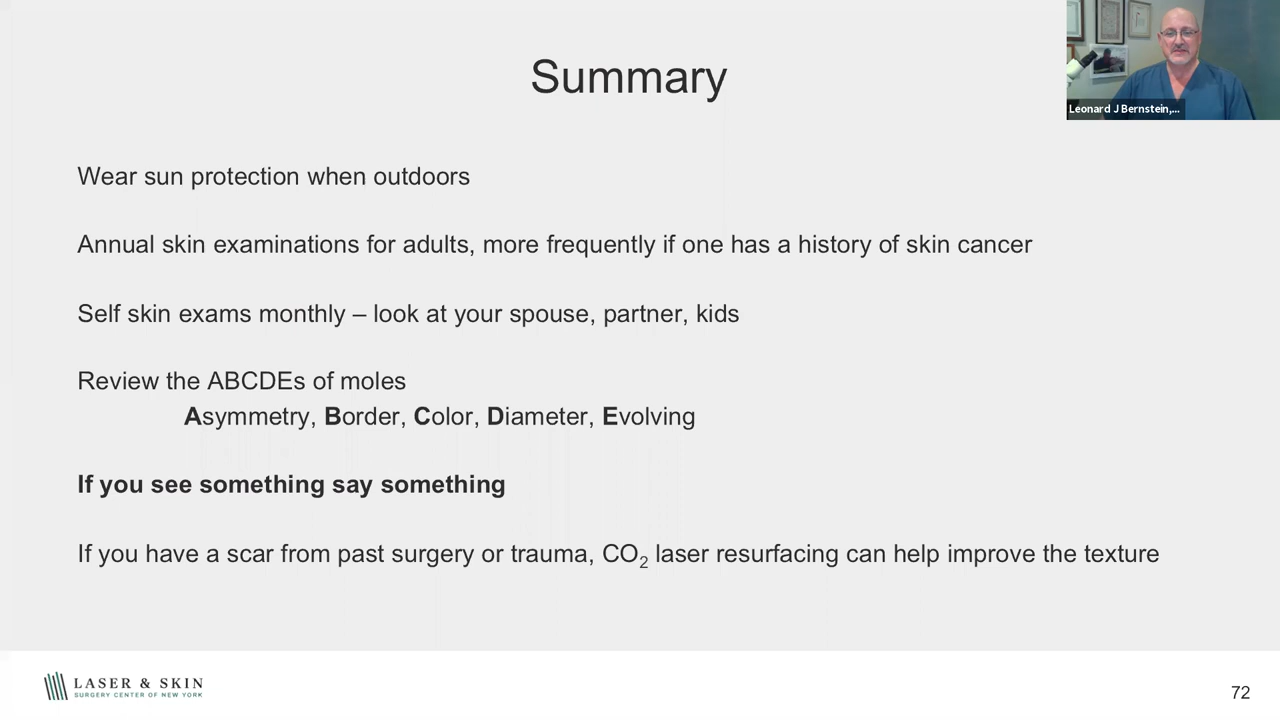 Summary
Leonard J Bernstein,...
Wear sun protection when outdoors
Annual skin examinations for adults, more frequently if one has a history of skin cancer
Self skin exams monthly – look at your spouse, partner, kids
Review the ABCDEs of moles
Asymmetry, Border, Color, Diameter, Evolving
If you see something say something
If you have a scar from past surgery or trauma, CO₂ laser resurfacing can help improve the texture
LASER & SKIN
SURGERY CENTER OF NEW YORK
72